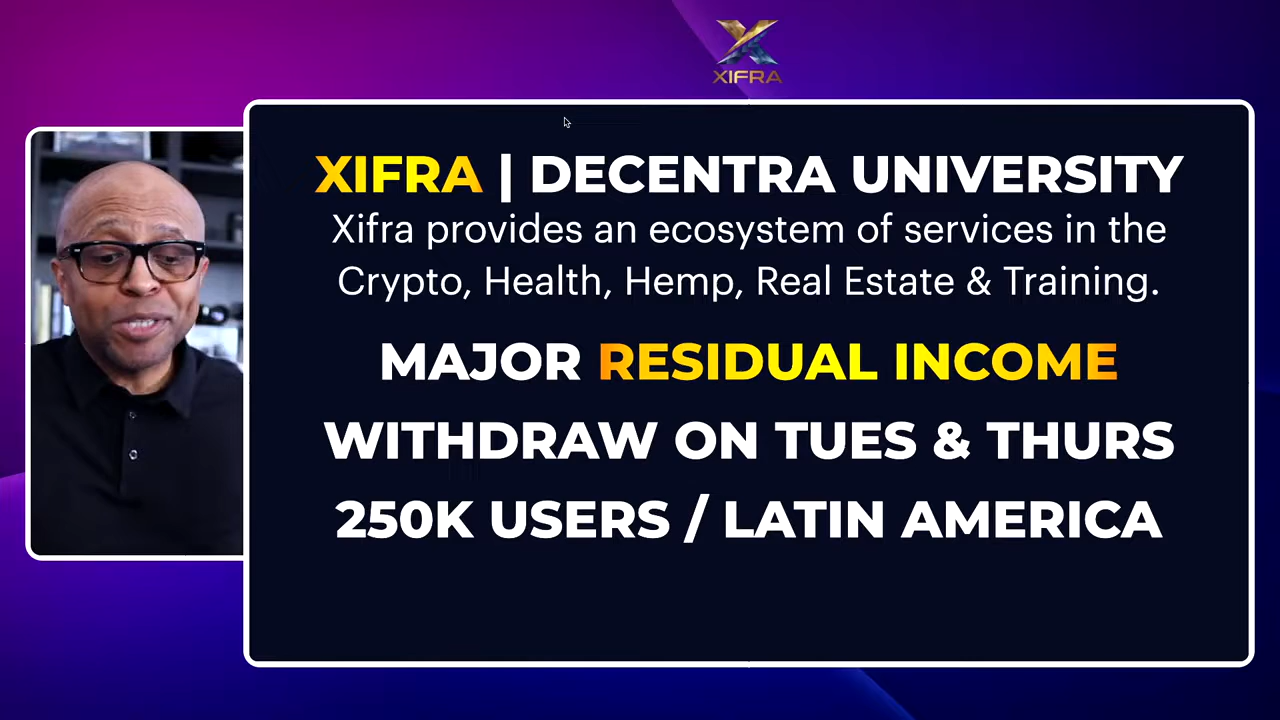 XIFRA
XIFRA | DECENTRA UNIVERSITY
Xifra provides an ecosystem of services in the
Crypto, Health, Hemp, Real Estate & Training.
MAJOR RESIDUAL INCOME
WITHDRAW ON TUES & THURS
250K USERS / LATIN AMERICA